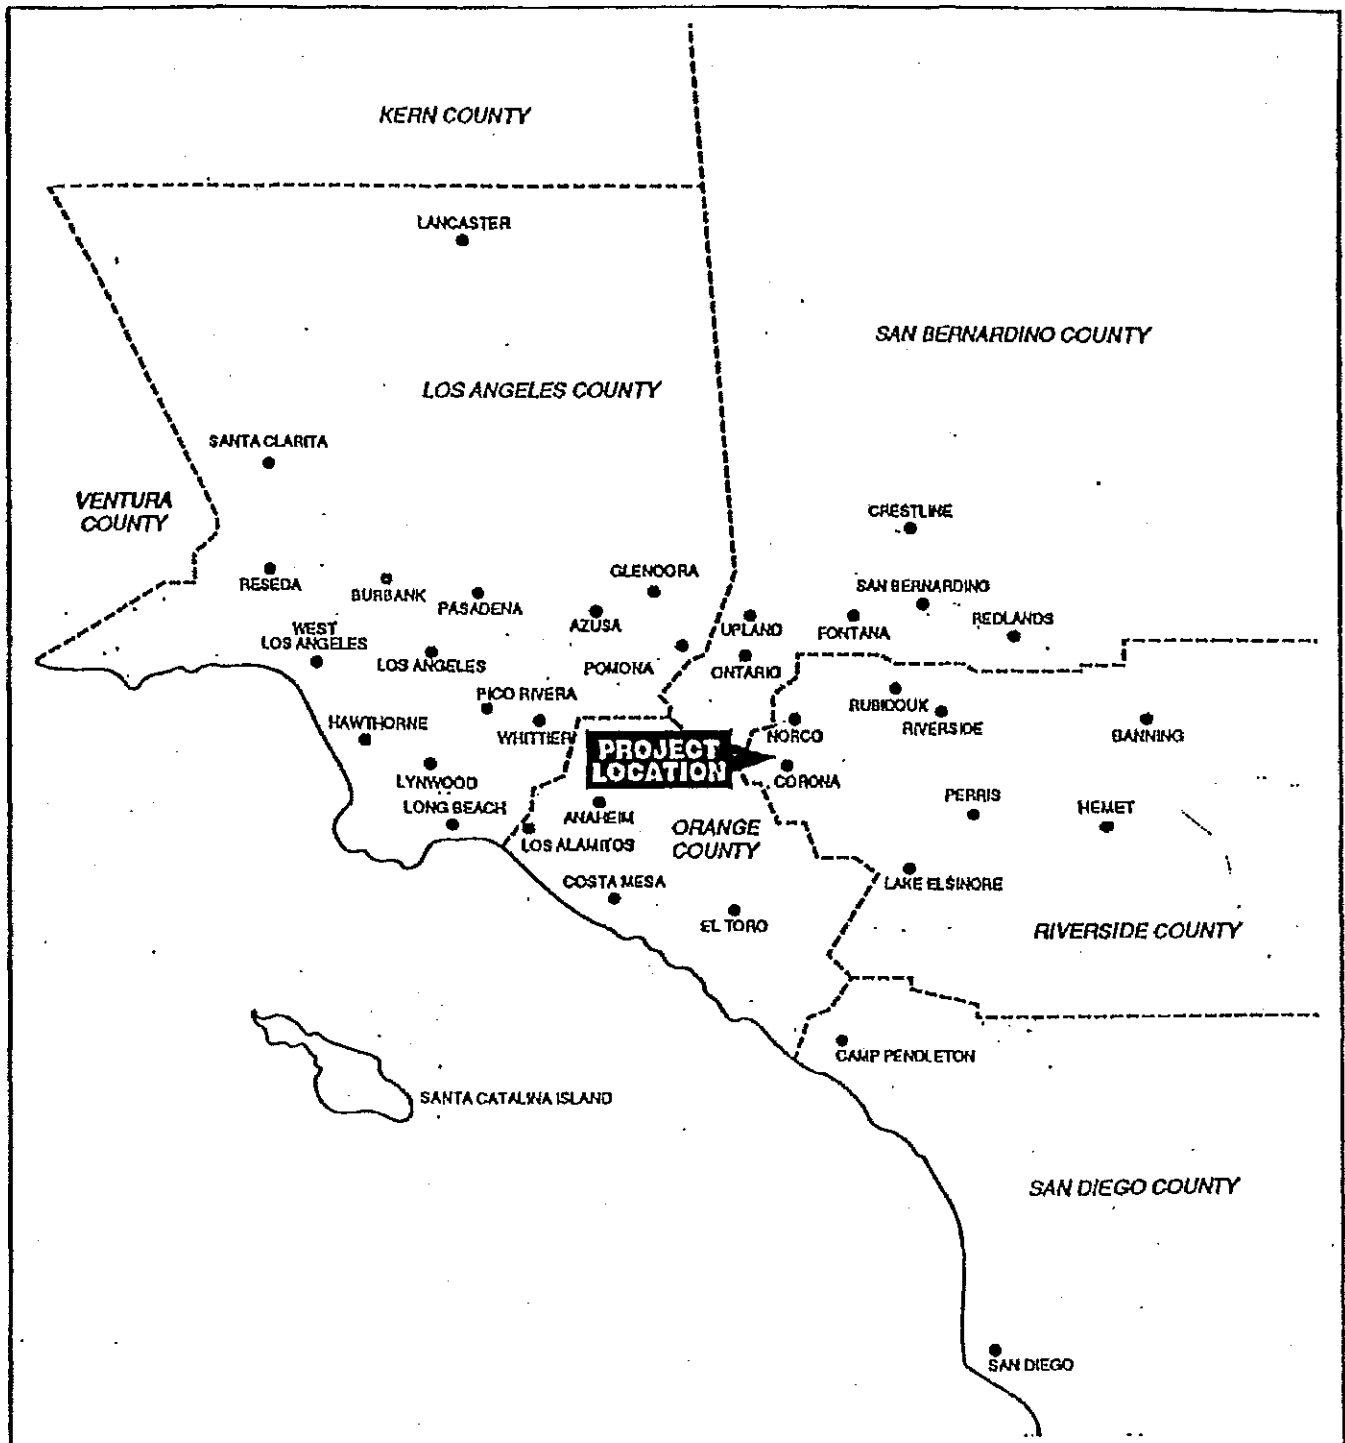 KERN COUNTY
LANCASTER
SAN BERNARDINO COUNTY
LOS ANGELES COUNTY
SANTA CLARITA
VENTURA
COUNTY
CRESTLINE
RESEDA
BURBANK
PASADENA
GLENDORA
AZUSA
SAN BERNARDINO
REDLANDS
UPLAND
FONTANA
WEST
LOS ANGELES
LOS ANGELES
POMONA
ONTARIO
PICO RIVERA
RUBIDOUX
RIVERSIDE
BANNING
HAWTHORNE
WHITTIER
NORCO
PROJECT
LOCATION
CORONA
LYNWOOD
LONG BEACH
ANAHEIM
LOS ALAMITOS
ORANGE
COUNTY
PERRIS
HEMET
COSTA MESA
LAKE ELSINORE
EL TORO
RIVERSIDE COUNTY
CAMP PENDLETON
SANTA CATALINA ISLAND
SAN DIEGO COUNTY
SAN DIEGO